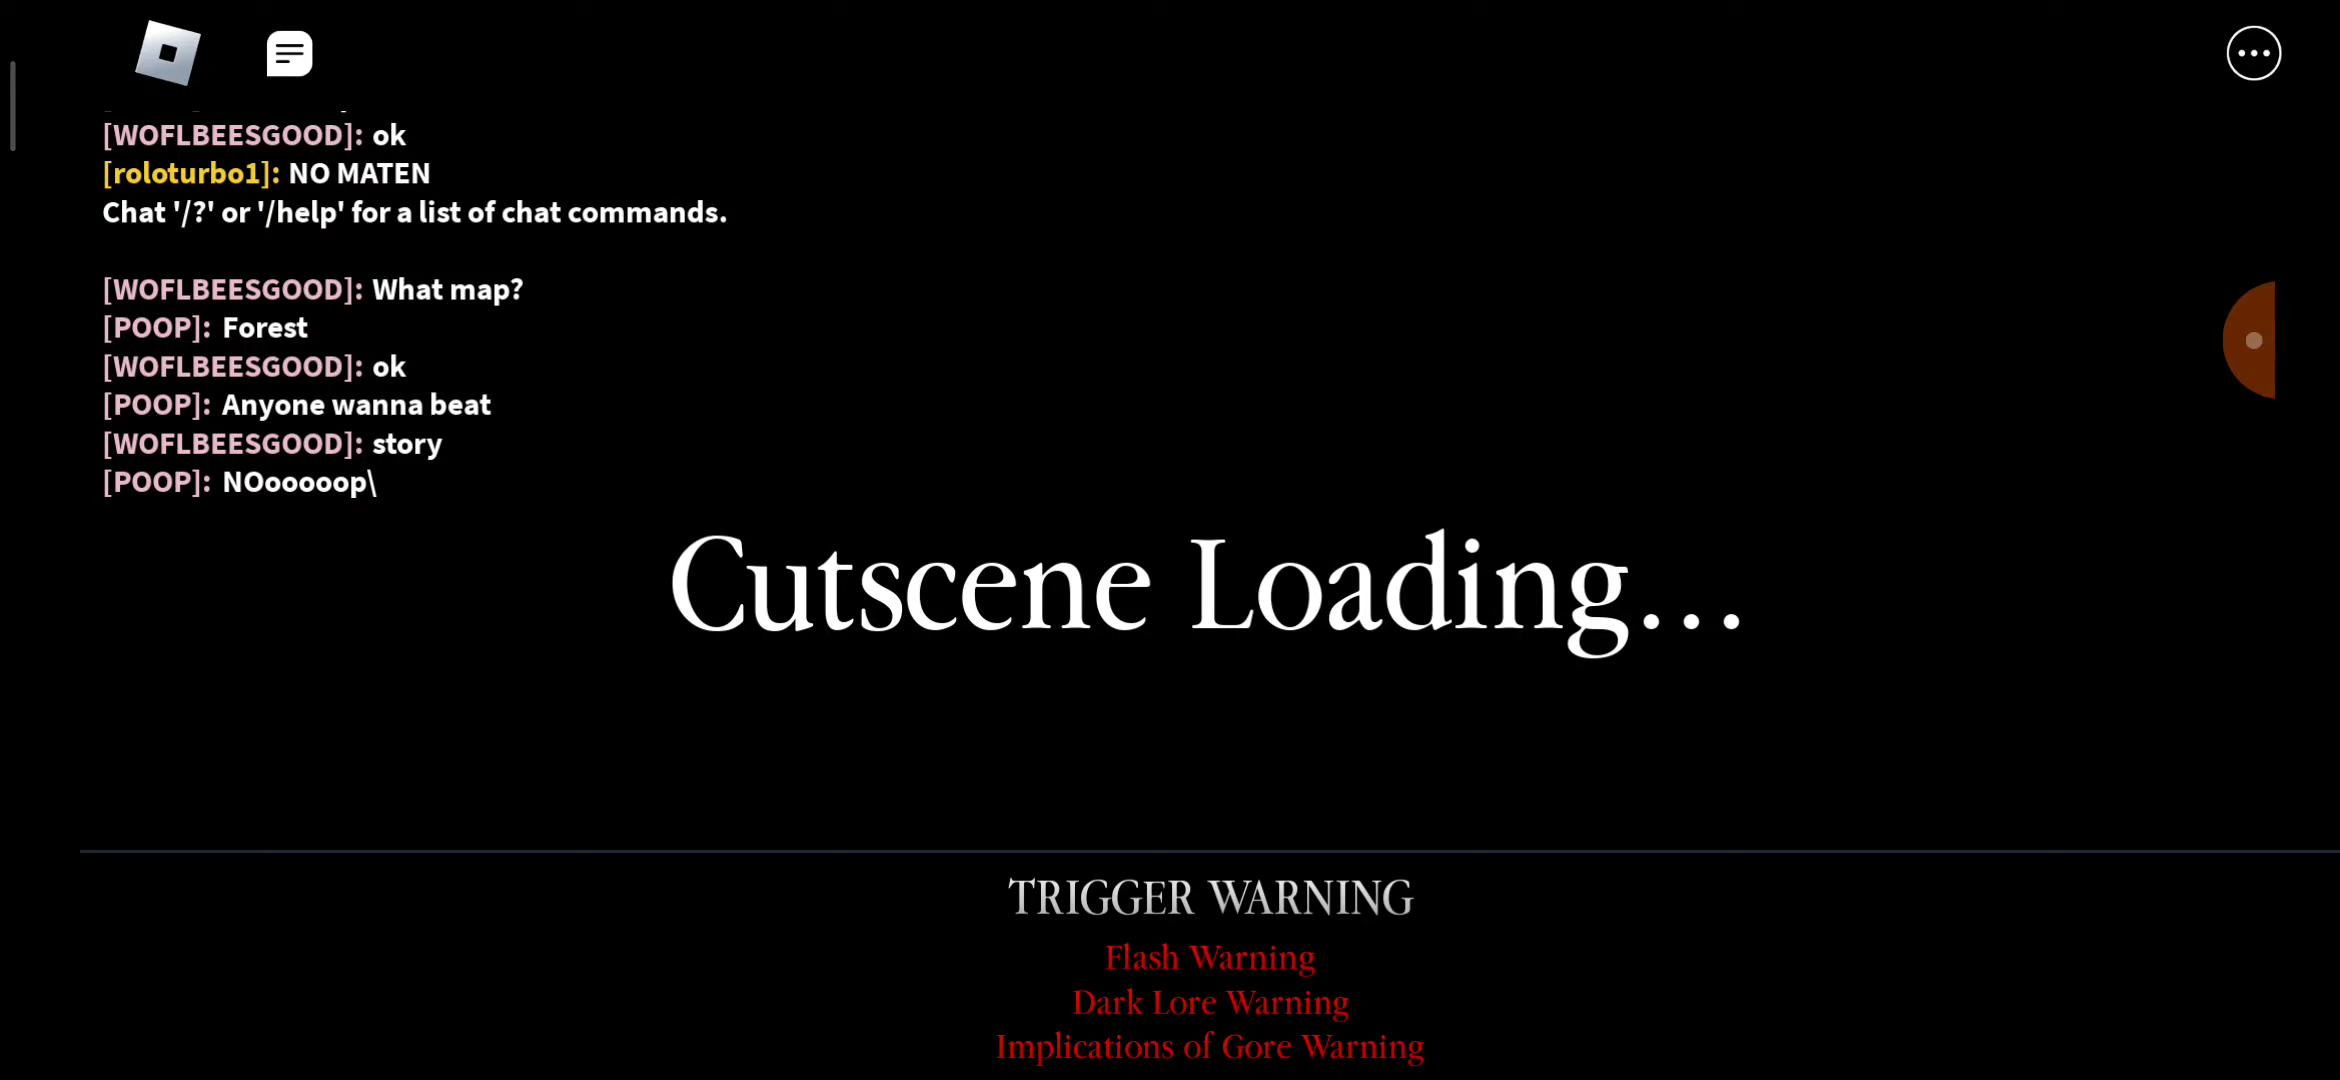 [WOFLBEESGOOD]: ok
[roloturbo1]: NO MATEN
Chat '/?' or '/help' for a list of chat commands.
[WOFLBEESGOOD]: What map?
[POOP]: Forest
[WOFLBEESGOOD]: ok
[POOP]: Anyone wanna beat
[WOFLBEESGOOD]: story
[POOP]: NOooooop\
Cutscene Loading...
TRIGGER WARNING
Flash Warning
Dark Lore Warning
Implications of Gore Warning